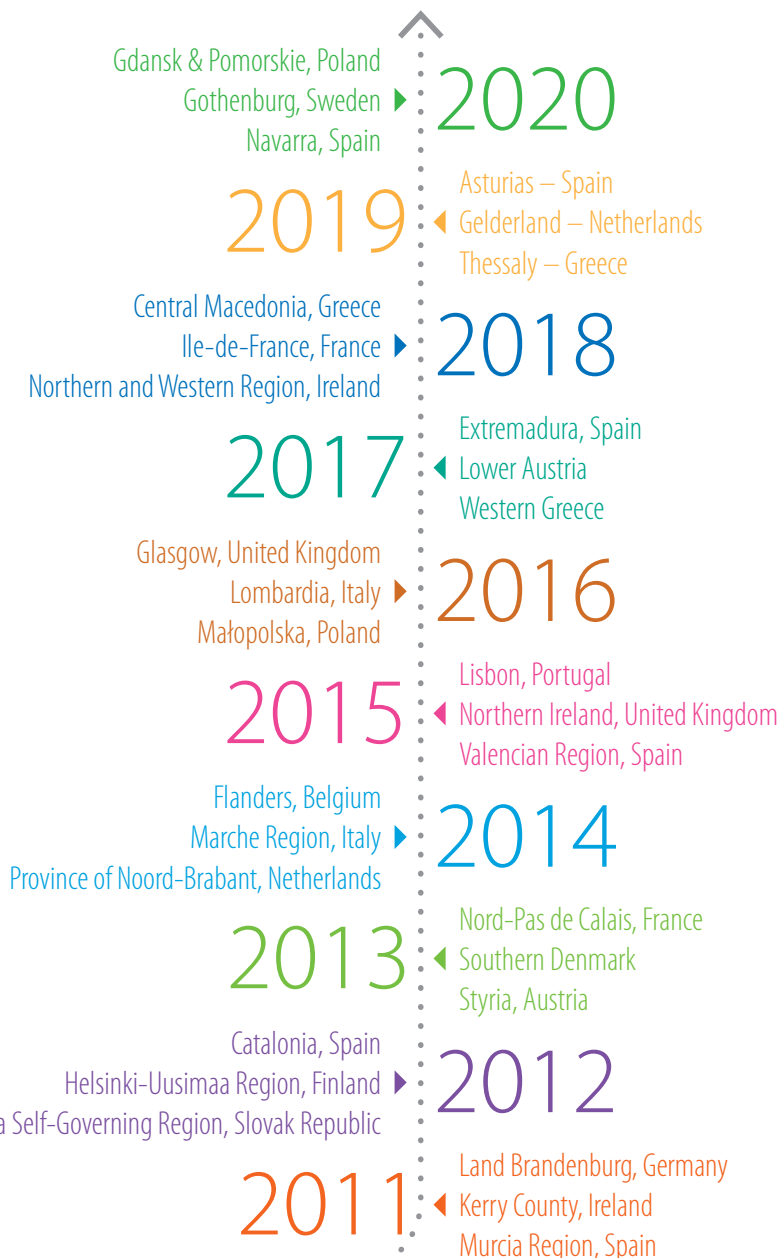 Gdansk & Pomorskie, Poland
Gothenburg, Sweden
Navarra, Spain
2020
2019
Asturias – Spain
Gelderland – Netherlands
Thessaly – Greece
Central Macedonia, Greece
Ile-de-France, France
Northern and Western Region, Ireland
2018
2017
Extremadura, Spain
Lower Austria
Western Greece
Glasgow, United Kingdom
Lombardia, Italy
Małopolska, Poland
2016
2015
Lisbon, Portugal
Northern Ireland, United Kingdom
Valencian Region, Spain
Flanders, Belgium
Marche Region, Italy
Province of Noord-Brabant, Netherlands
2014
2013
Nord-Pas de Calais, France
Southern Denmark
Styria, Austria
Catalonia, Spain
Helsinki-Uusimaa Region, Finland
Self-Governing Region, Slovak Republic
2012
2011
Land Brandenburg, Germany
Kerry County, Ireland
Murcia Region, Spain